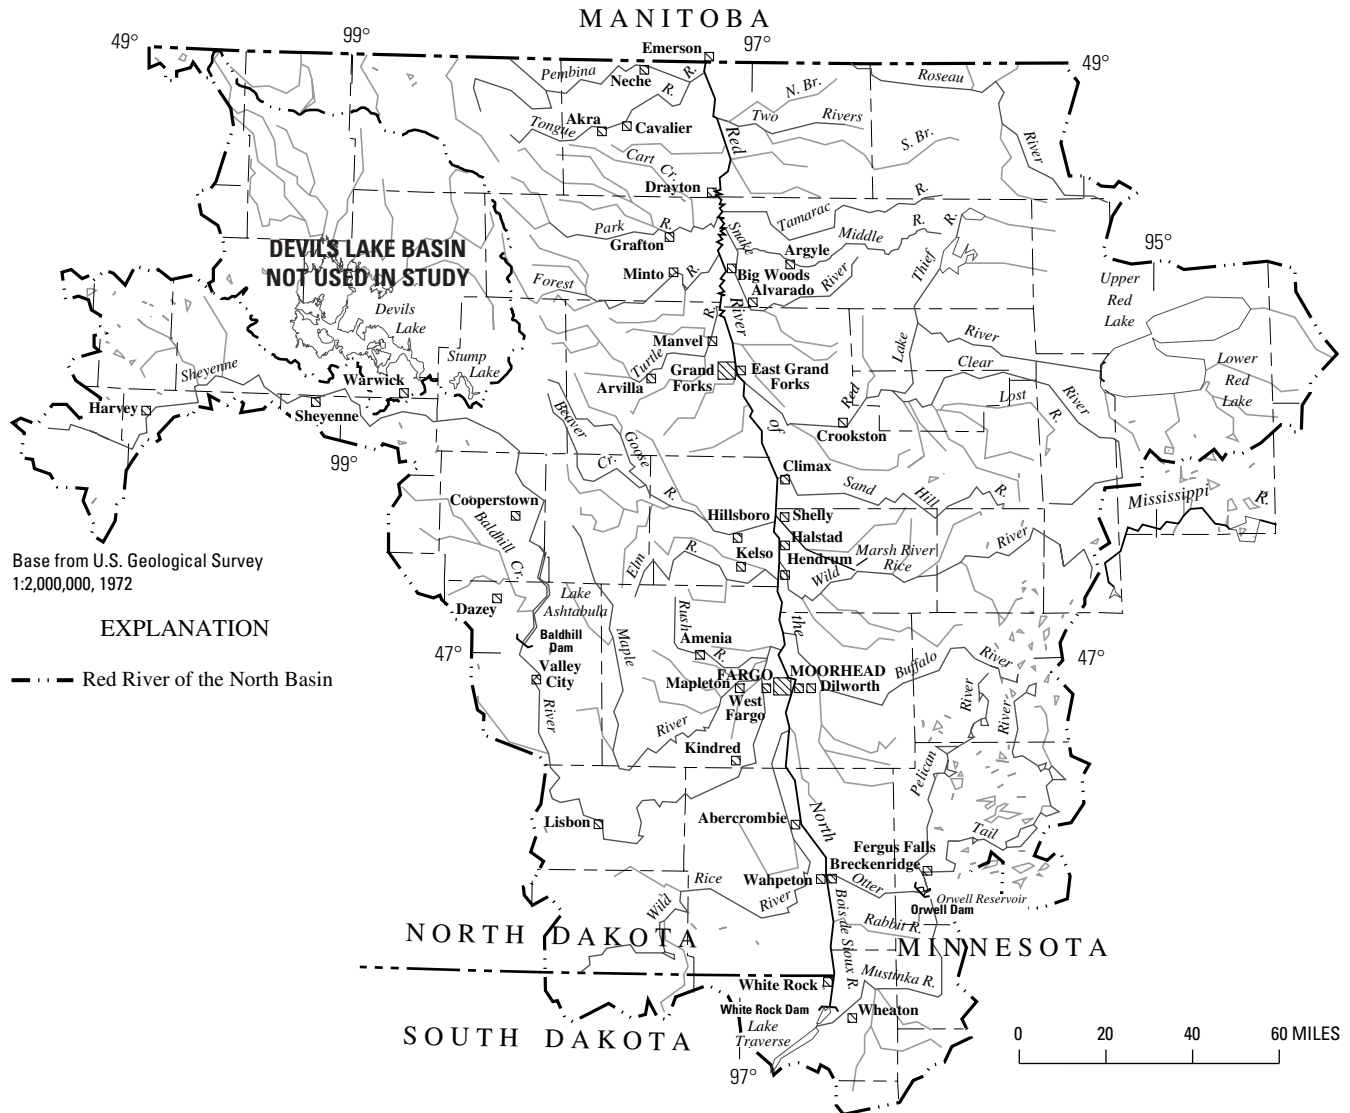 MANITOBA
49°
99°
Emerson
97°
49°
Pembina
R.
Neche
R.
N. Br.
Roseau
Tongue
Akra
Cavalier
Two
Rivers
Red
S. Br.
River
Cart
Cr.
Drayton
R.
Tamarac
Park
R.
Grafton
Snake
Middle
R.
R.
Argyle
95°
DEVILS LAKE BASIN
NOT USED IN STUDY
Minto
R.
Forest
Big Woods
Alvarado
River
Thief
Upper
Red
Lake
Devils
Lake
R.
River
Manvel
River
Lake
Clear
Stump
Lake
Turtle
Arvilla
Grand
Forks
East Grand
Forks
Lower
Red
Lake
Sheyenne
Warwick
Harvey
Sheyenne
Red
Lost
River
R.
Beaver
Goose
of
Crookston
99°
Cr.
Climax
Sand
Hill
R.
Mississippi
R.
Cooperstown
R.
Baldhill
Cr.
Hillsboro
Shelly
Halstad
River
Base from U.S. Geological Survey
1:2,000,000, 1972
Elm
R.
Kelso
Hendrum
Marsh River
Wild
Rice
Dazey
Lake
Ashtabula
EXPLANATION
Rush
the
Amenia
Maple
Baldhill
Dam
47°
R.
47°
Red River of the North Basin
Valley
City
Mapleton
FARGO
MOORHEAD
Dilworth
Buffalo
River
West
Fargo
River
River
River
River
Kindred
Pelican
Lisbon
Abercrombie
North
Tail
Fergus Falls
Breckenridge
Rice
Wahpeton
Otter
Wild
River
Orwell Reservoir
Orwell Dam
Bois de Sioux R.
Rabbit R.
NORTH DAKOTA
MINNESOTA
White Rock
Mustinka R.
White Rock Dam
Wheaton
SOUTH DAKOTA
Lake
Traverse
97°
0 20 40 60 MILES